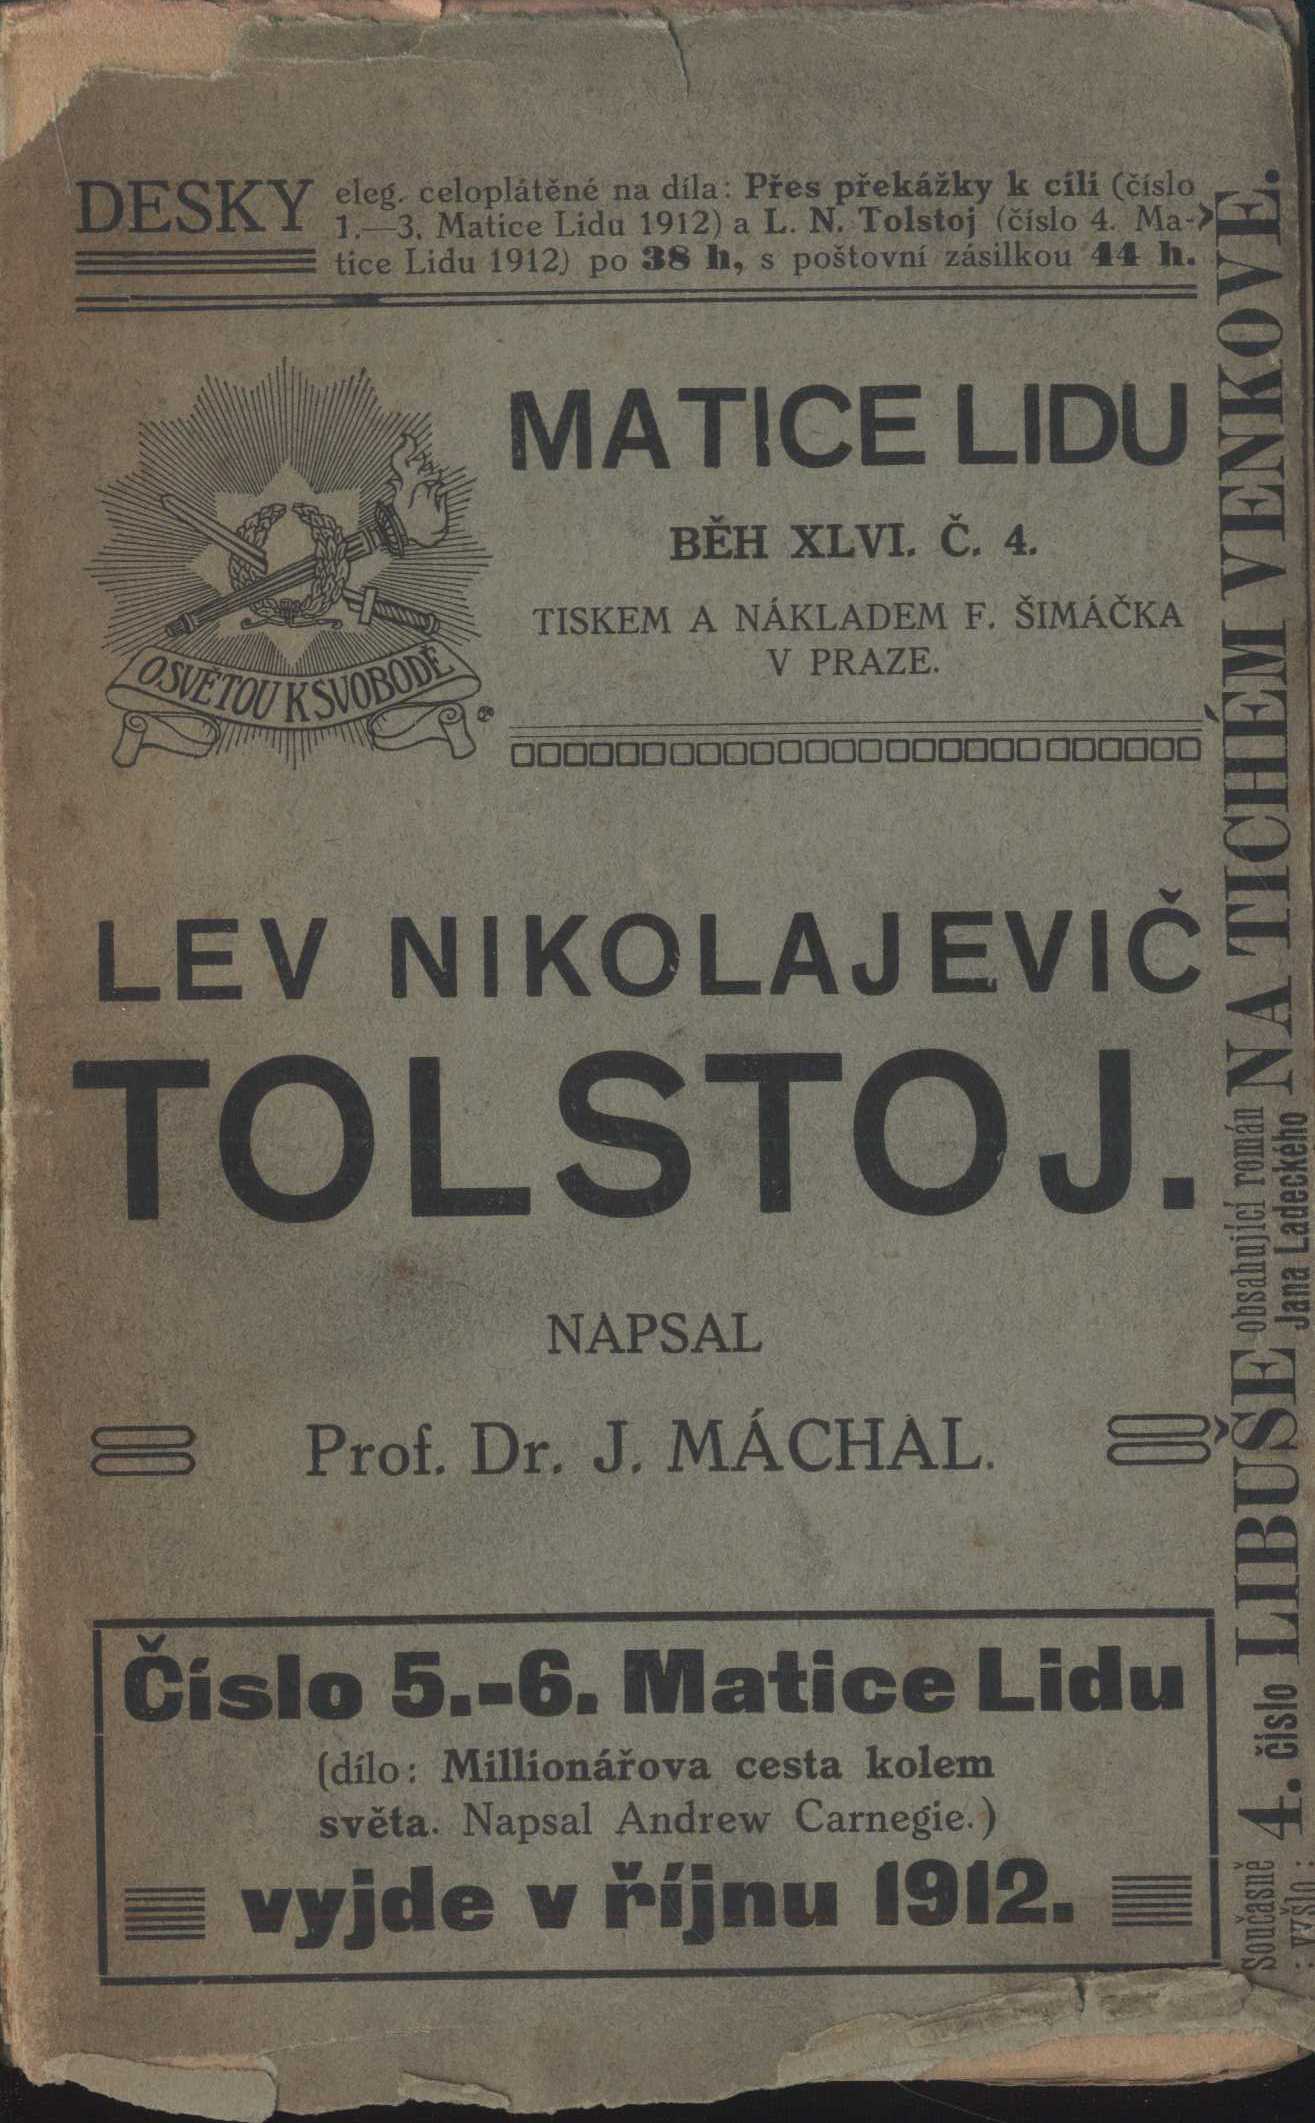 DESKY eleg. celoplátěné na díla: Přes překážky k cíli (číslo
1.—3. Matice Lidu 1912) a L. N. Tolstoj (číslo 4. Ma-
tice Lidu 1912) po 38 h, s poštovní zásilkou 44 h.
MATICE LIDU
BĚH XLVI. Č. 4.
TISKEM A NÁKLADEM F. ŠIMÁČKA
V PRAZE.
OSVĚTOU K SVOBODĚ
LEV NIKOLAJEVIČ
TOLSTOJ.
NAPSAL
Prof. Dr. J. MÁCHAL.
Číslo 5.-6. Matice Lidu
(dílo: Millionářova cesta kolem
světa. Napsal Andrew Carnegie.)
vyjde v říjnu 1912.
Současně
: vyšlo :
4. číslo LIBUŠE obsahující román
Jana Ladeckého
NA TICHÉM VENKOVĚ.